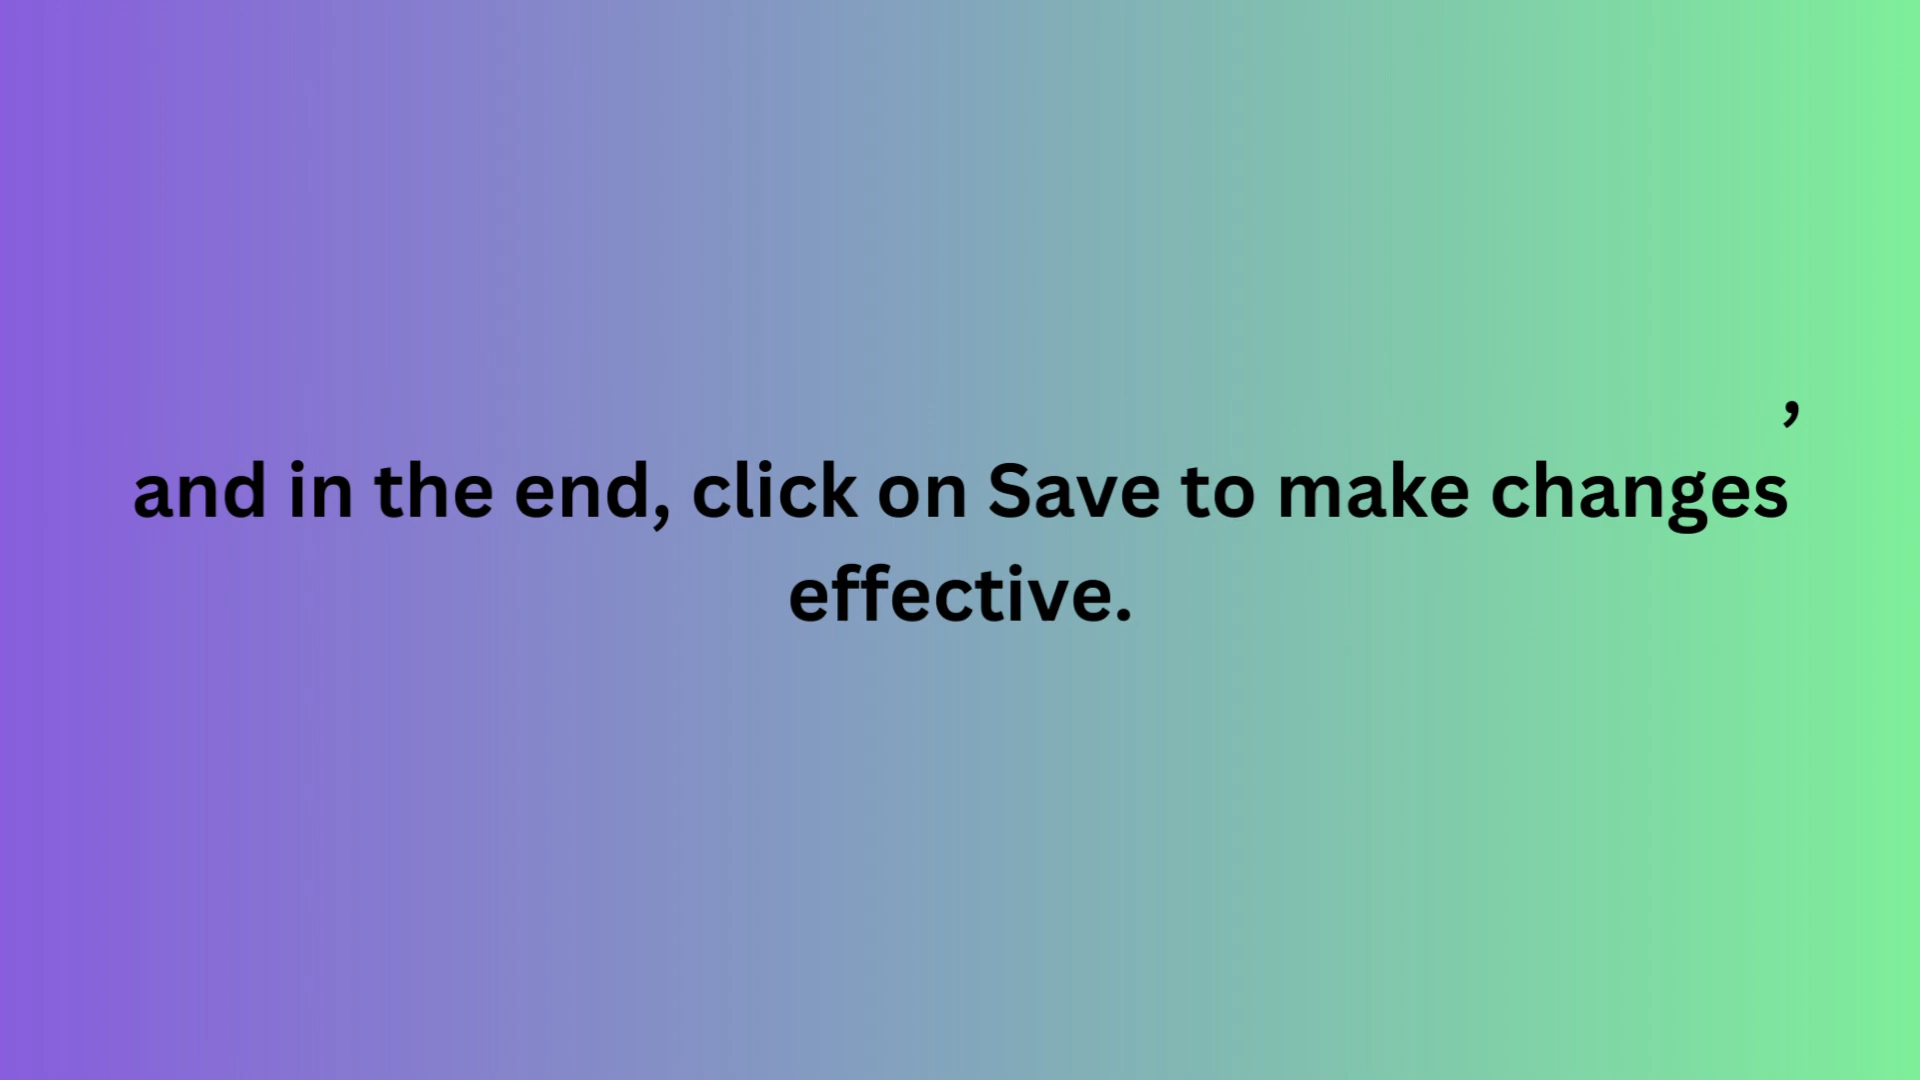 ,
and in the end, click on Save to make changes
effective.